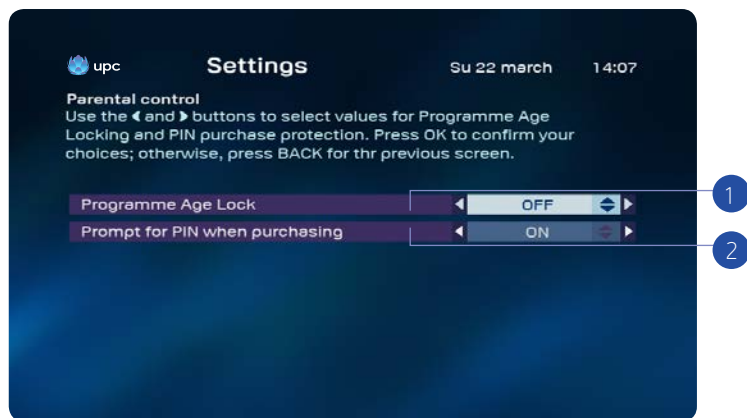 upc Settings Su 22 march 14:07
Parental control
Use the ◀ and ▶ buttons to select values for Programme Age
Locking and PIN purchase protection. Press OK to confirm your
choices; otherwise, press BACK for thr previous screen.
Programme Age Lock OFF 1
Prompt for PIN when purchasing ON 2